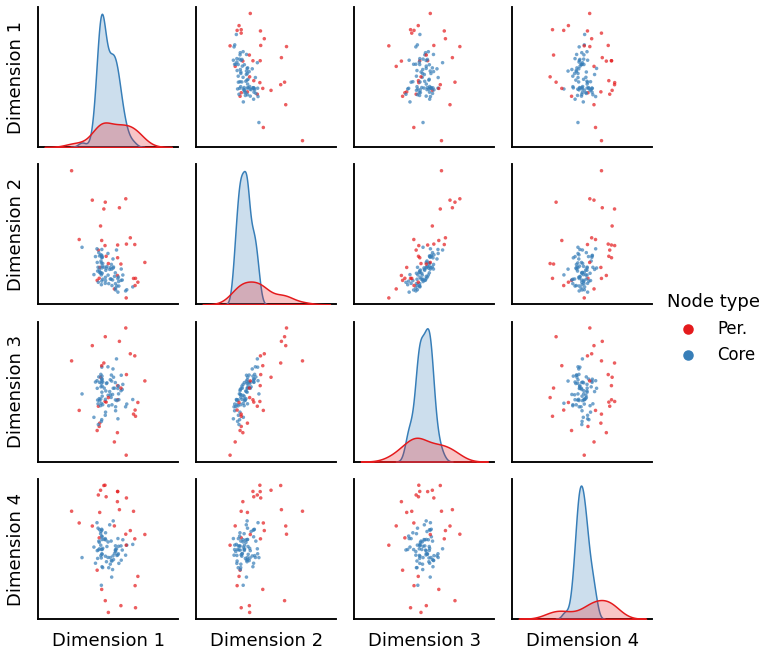 Dimension 1
Dimension 2
Dimension 3
Dimension 4
Node type
Per.
Core
Dimension 1
Dimension 2
Dimension 3
Dimension 4